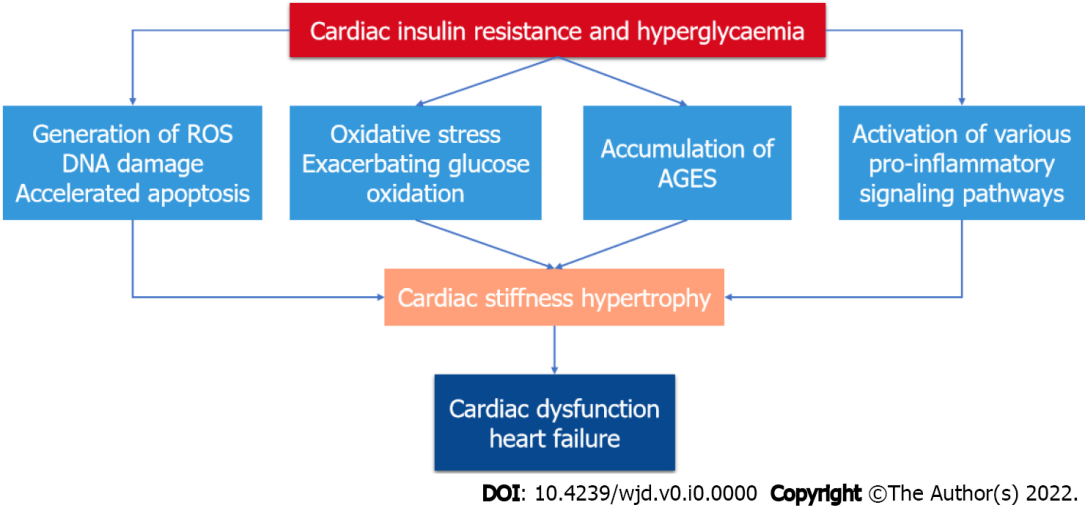 Cardiac insulin resistance and hyperglycaemia
Generation of ROS
DNA damage
Accelerated apoptosis
Oxidative stress
Exacerbating glucose
oxidation
Accumulation of
AGES
Activation of various
pro-inflammatory
signaling pathways
Cardiac stiffness hypertrophy
Cardiac dysfunction
heart failure
DOI: 10.4239/wjd.v0.i0.0000 Copyright ©The Author(s) 2022.